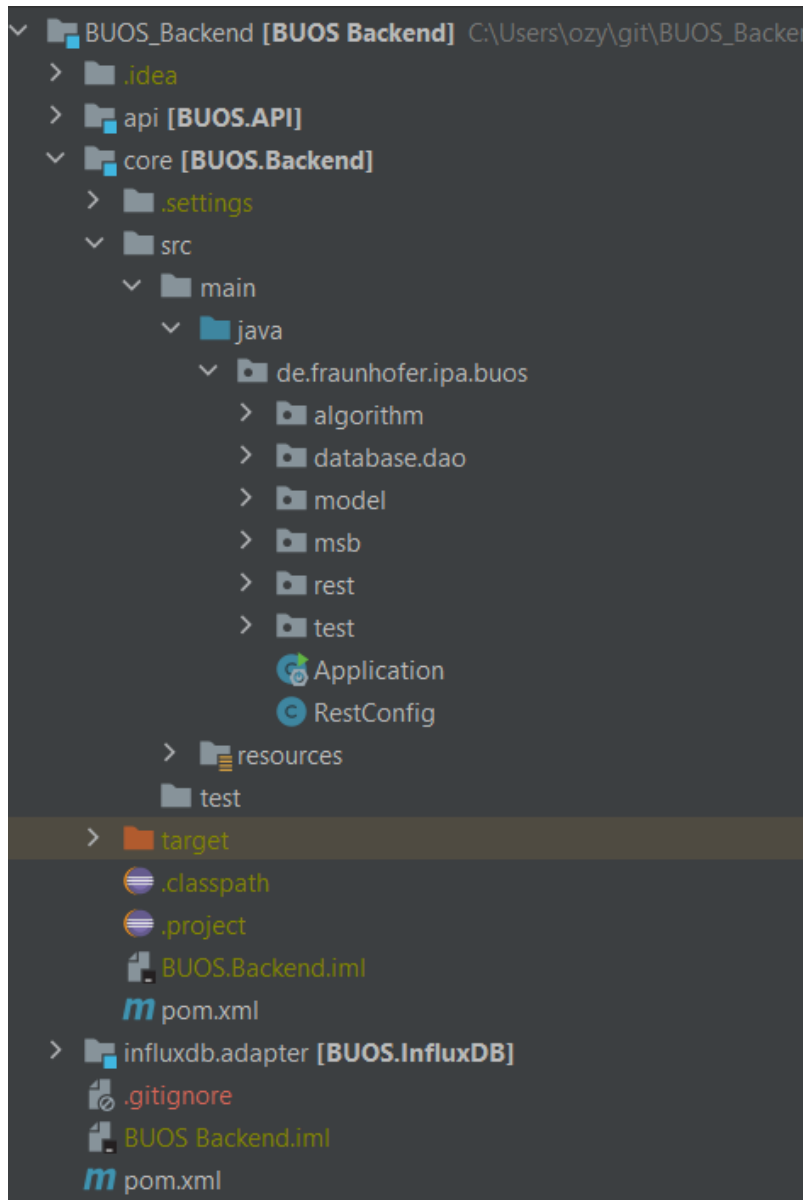 BUOS_Backend [BUOS Backend] C:\Users\ozy\git\BUOS_Backe
.idea
api [BUOS.API]
core [BUOS.Backend]
.settings
src
main
java
de.fraunhofer.ipa.buos
algorithm
database.dao
model
msb
rest
test
Application
RestConfig
resources
test
target
.classpath
.project
BUOS.Backend.iml
pom.xml
influxdb.adapter [BUOS.InfluxDB]
.gitignore
BUOS Backend.iml
pom.xml